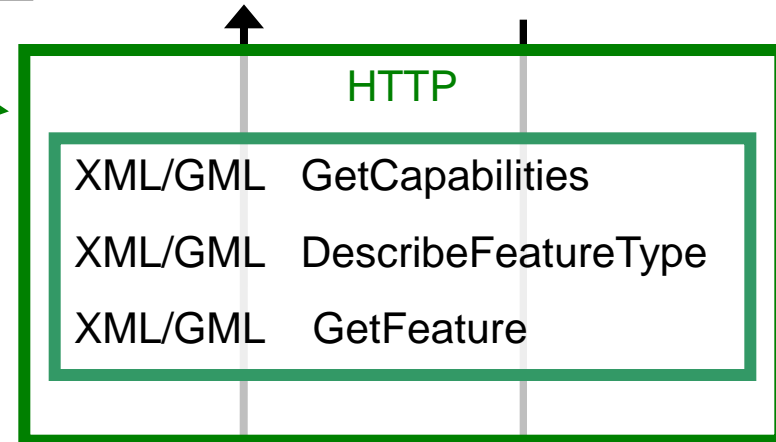 HTTP
XML/GML GetCapabilities
XML/GML DescribeFeatureType
XML/GML GetFeature